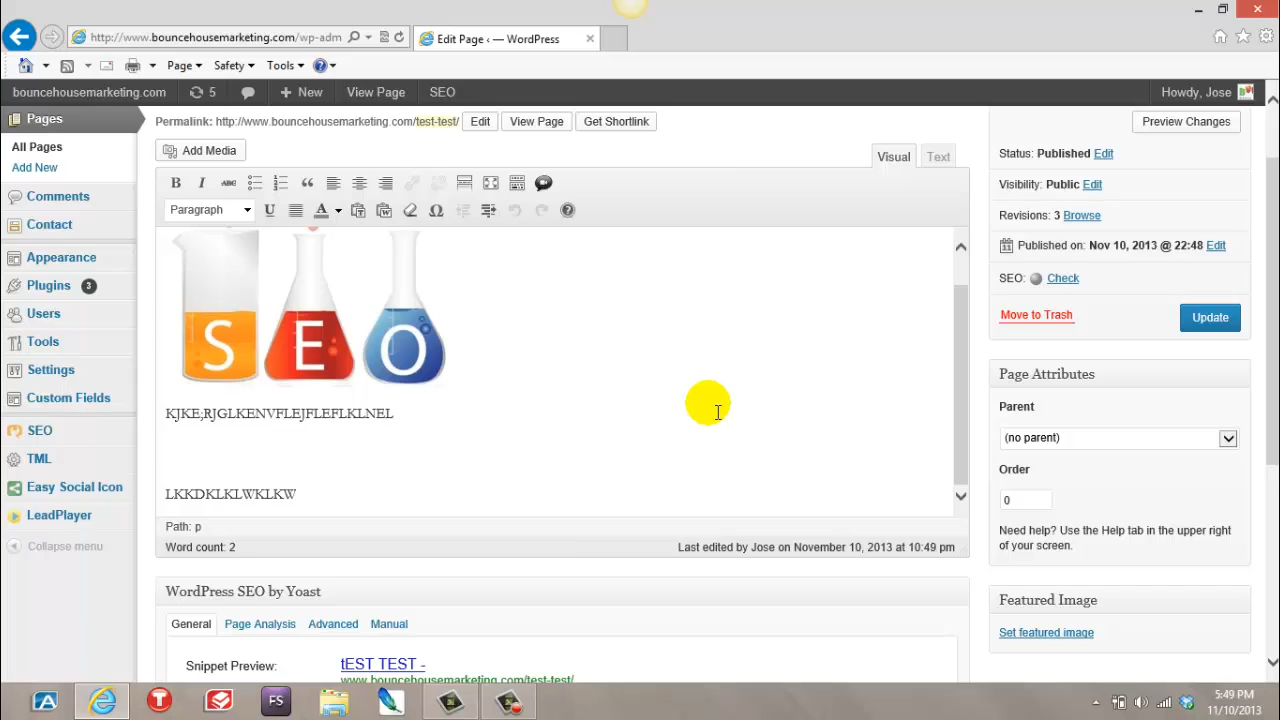 http://www.bouncehousemarketing.com/wp-adm
Edit Page ‹ — WordPress
Page
Safety
Tools
bouncehousemarketing.com
5
New
View Page
SEO
Howdy, Jose
Pages
All Pages
Add New
Comments
Contact
Appearance
Plugins 3
Users
Tools
Settings
Custom Fields
SEO
TML
Easy Social Icon
LeadPlayer
Collapse menu
Permalink: http://www.bouncehousemarketing.com/test-test/ Edit View Page Get Shortlink
Add Media
Visual Text
B I ABC
Paragraph U A
S E O
KJKE;RJGLKENVFLEJFLEFLKLNEL
LKKDKLKLWKLKW
Path: p
Word count: 2
Last edited by Jose on November 10, 2013 at 10:49 pm
WordPress SEO by Yoast
General Page Analysis Advanced Manual
Snippet Preview: tEST TEST -
www.bouncehousemarketing.com/test-test/
Preview Changes
Status: Published Edit
Visibility: Public Edit
Revisions: 3 Browse
Published on: Nov 10, 2013 @ 22:48 Edit
SEO: Check
Move to Trash
Update
Page Attributes
Parent
(no parent)
Order
0
Need help? Use the Help tab in the upper right
of your screen.
Featured Image
Set featured image
A
T
FS
5:49 PM
11/10/2013